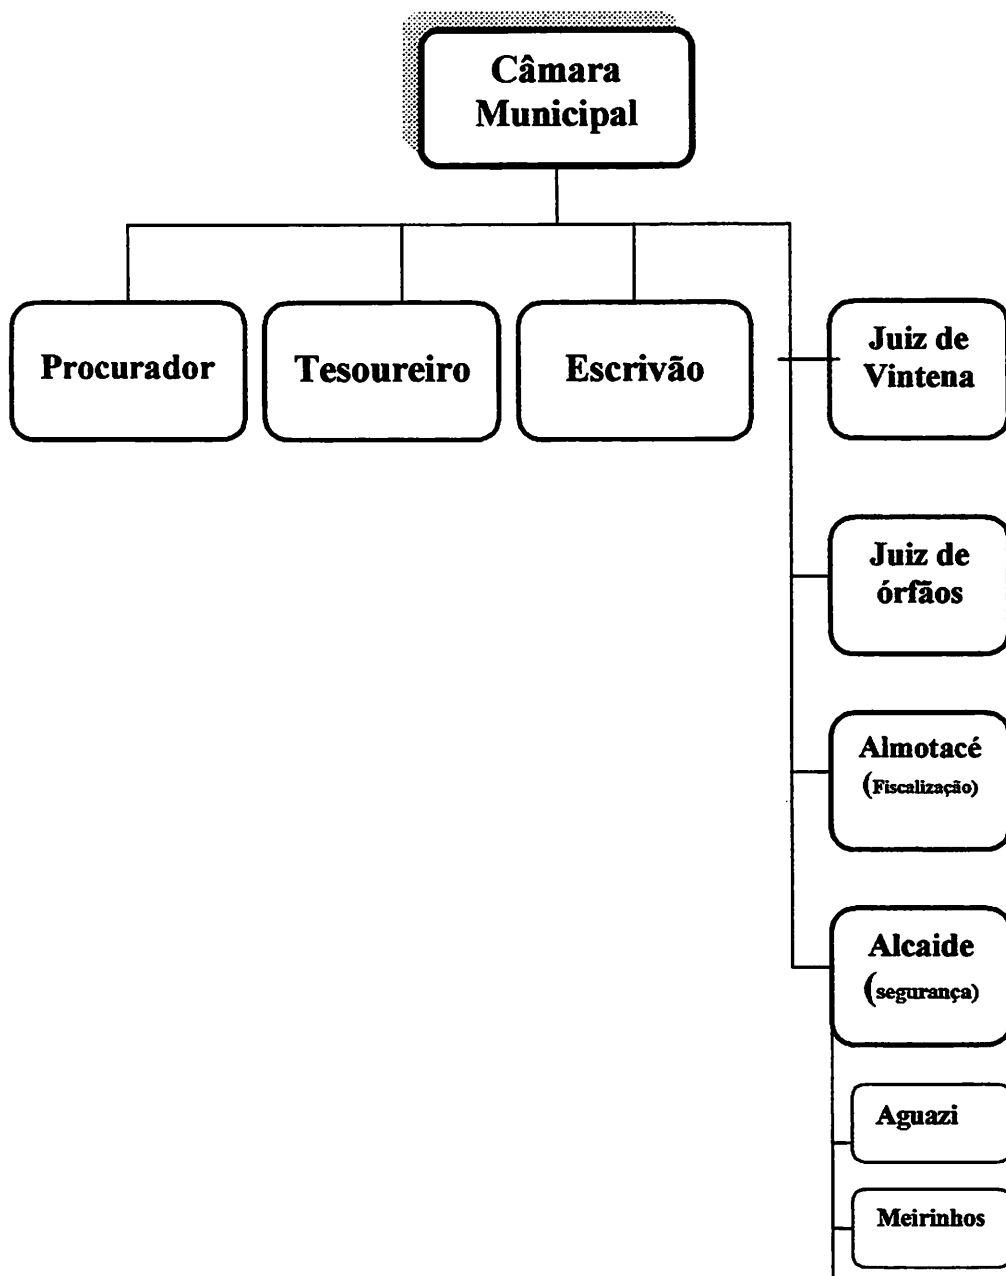 Câmara
Municipal
Procurador
Tesoureiro
Escrivão
Juiz de
Vintena
Juiz de
órfãos
Almotacé
(Fiscalização)
Alcaide
(segurança)
Aguazi
Meirinhos